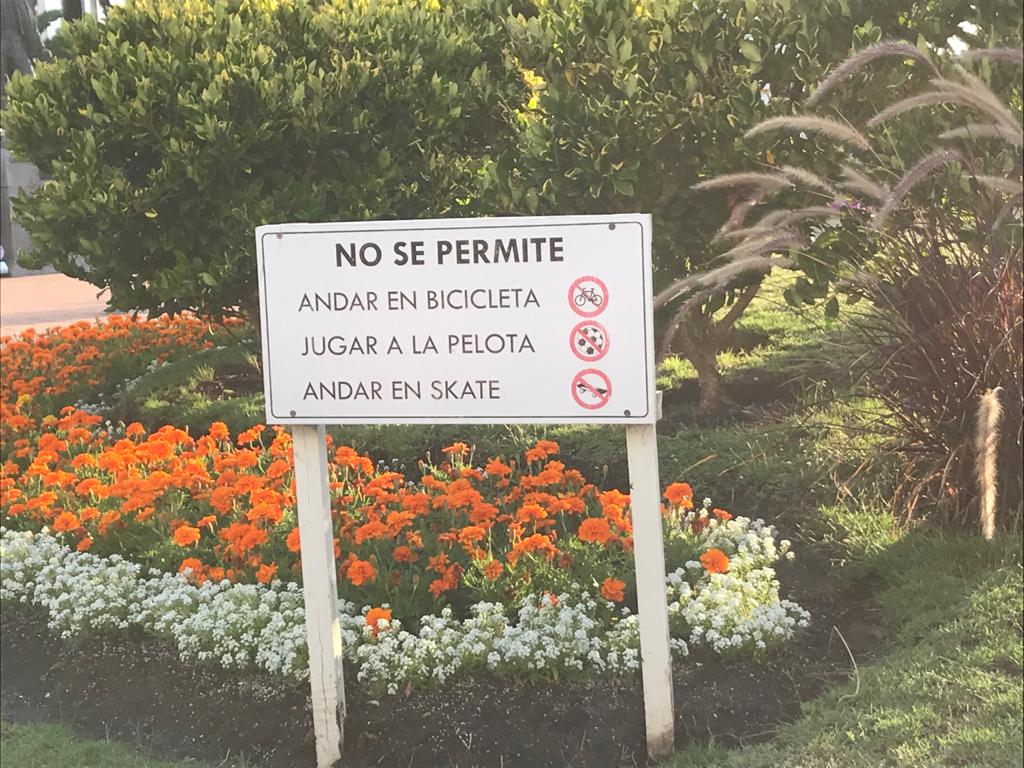 NO SE PERMITE
ANDAR EN BICICLETA
JUGAR A LA PELOTA
ANDAR EN SKATE